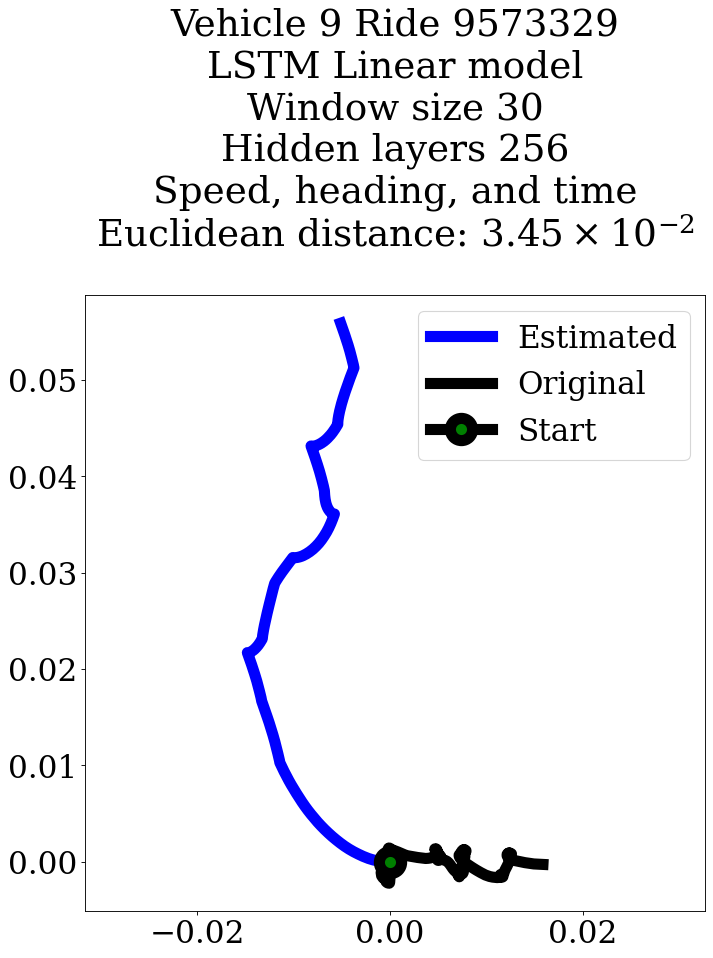 Vehicle 9 Ride 9573329
LSTM Linear model
Window size 30
Hidden layers 256
Speed, heading, and time
Euclidean distance: 3.45 × 10⁻²
Estimated
Original
Start
0.05
0.04
0.03
0.02
0.01
0.00
−0.02
0.00
0.02